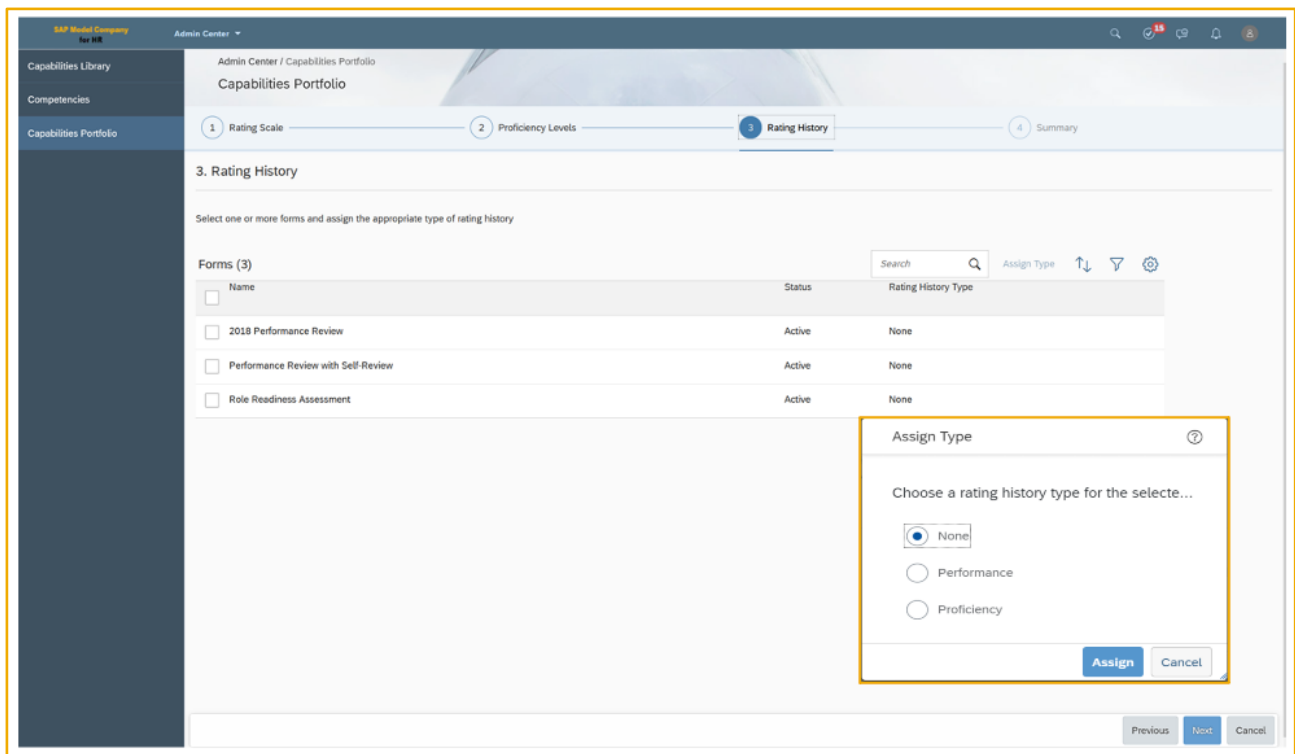 SAP Model Company
for HR
Admin Center
15
Capabilities Library
Competencies
Capabilities Portfolio
Admin Center / Capabilities Portfolio
Capabilities Portfolio
1 Rating Scale
2 Proficiency Levels
3 Rating History
4 Summary
3. Rating History
Select one or more forms and assign the appropriate type of rating history
Forms (3)
Search
Assign Type
Name Status Rating History Type
2018 Performance Review Active None
Performance Review with Self-Review Active None
Role Readiness Assessment Active None
Assign Type
Choose a rating history type for the selecte...
None
Performance
Proficiency
Assign Cancel
Previous Next Cancel